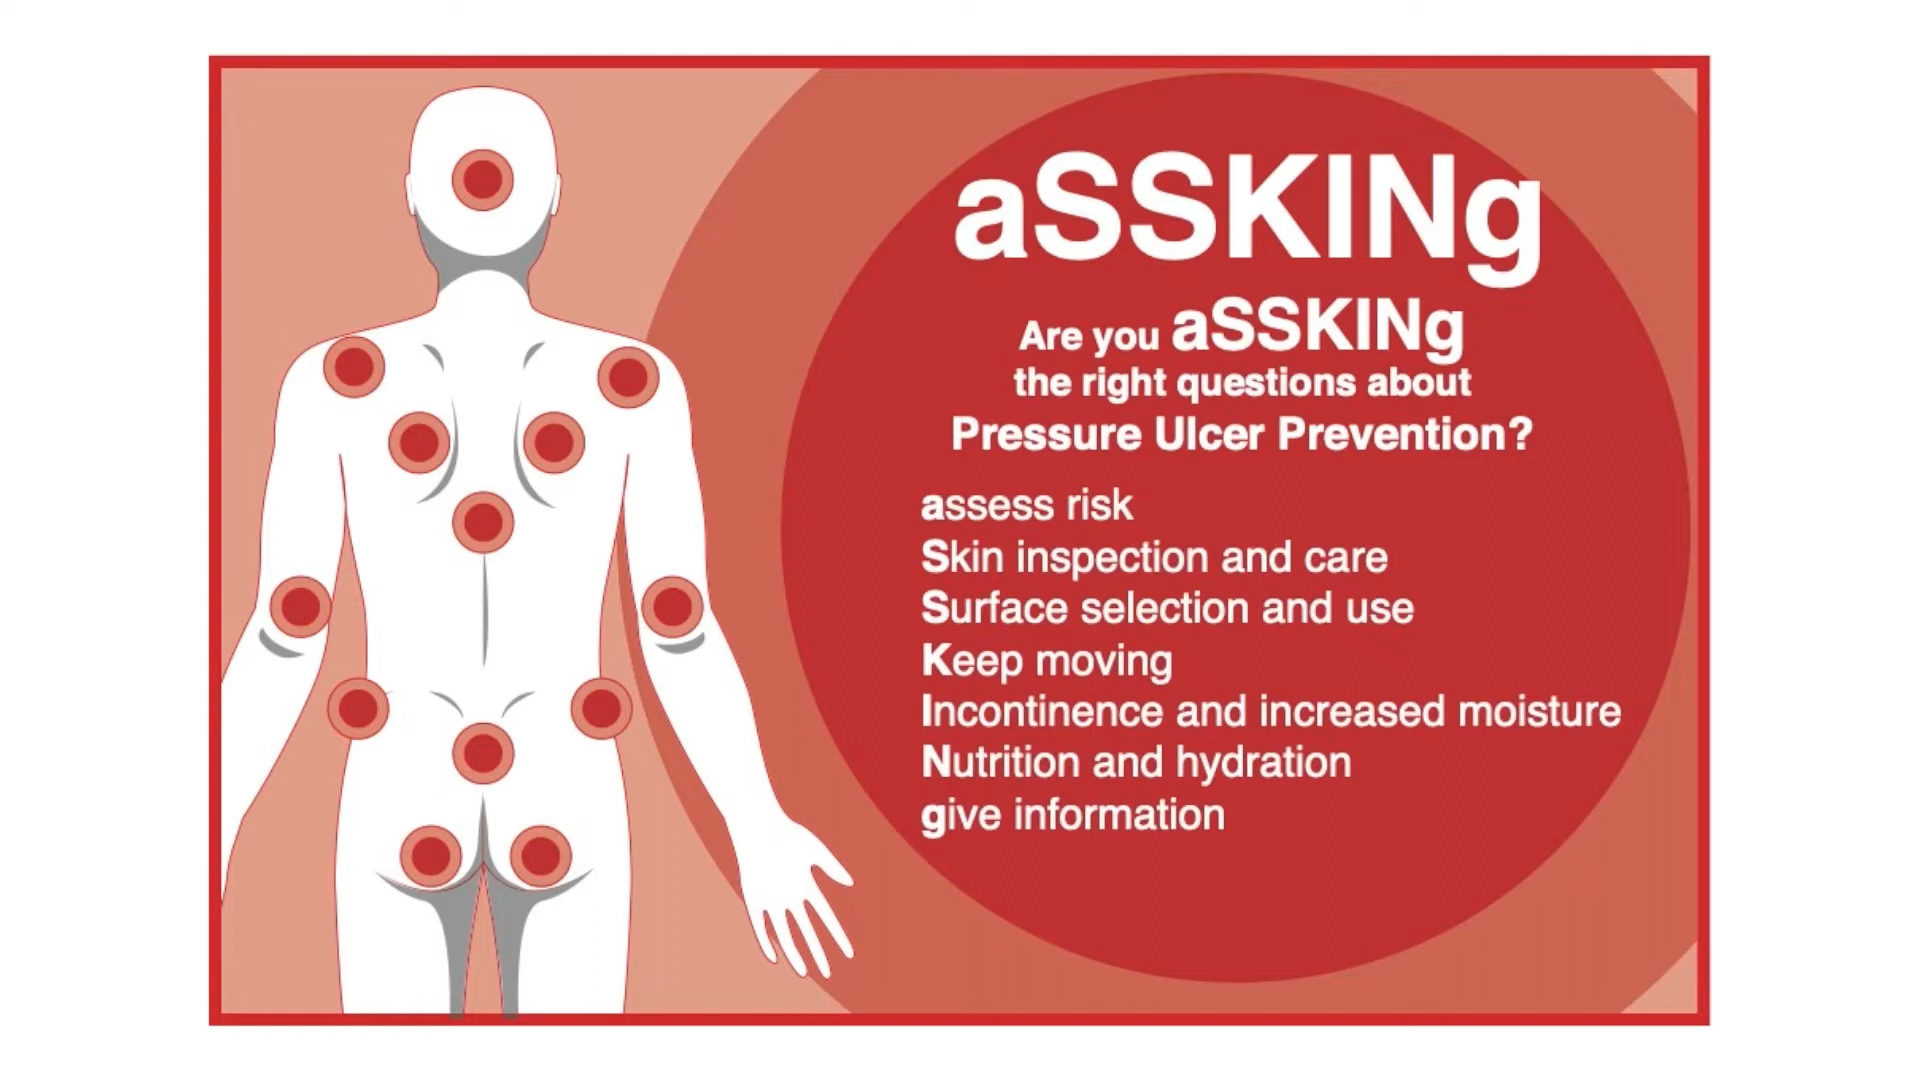 aSSKINg
Are you aSSKINg
the right questions about
Pressure Ulcer Prevention?
assess risk
Skin inspection and care
Surface selection and use
Keep moving
Incontinence and increased moisture
Nutrition and hydration
give information